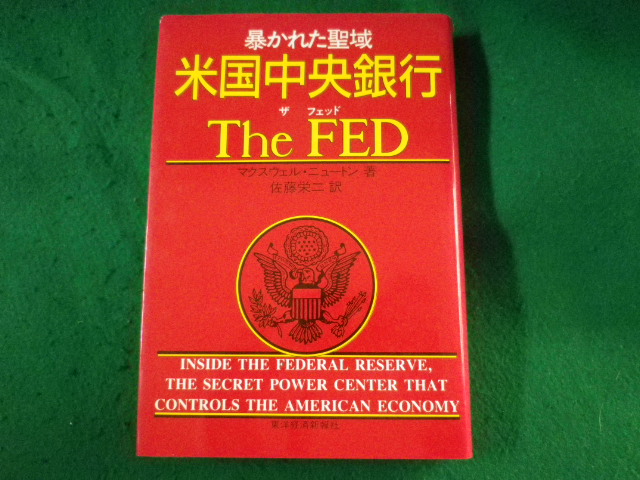 暴かれた聖域
米国中央銀行
ザ フェッド
The FED
マクスウェル・ニュートン 著
佐藤栄二 訳
INSIDE THE FEDERAL RESERVE,
THE SECRET POWER CENTER THAT
CONTROLS THE AMERICAN ECONOMY
東洋経済新報社